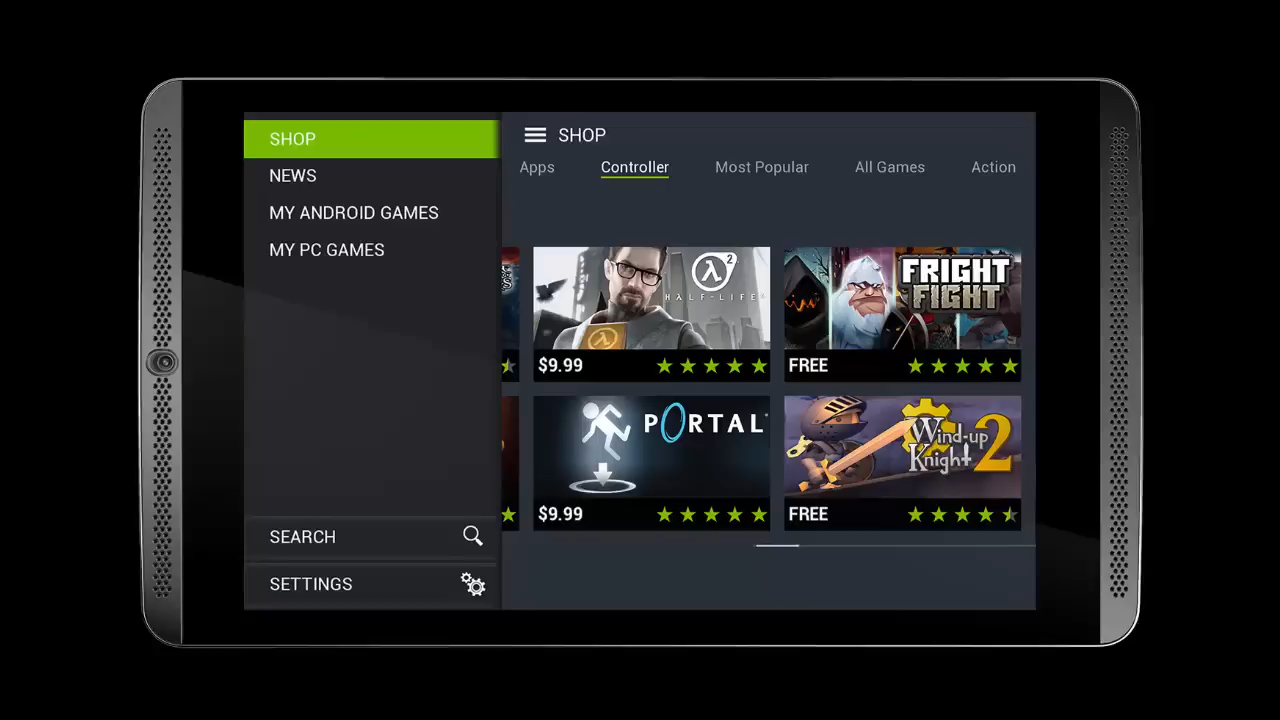 SHOP
NEWS
MY ANDROID GAMES
MY PC GAMES
SEARCH
SETTINGS
SHOP
Apps Controller Most Popular All Games Action
2
HALF-LIFE
$9.99
FRIGHT
FIGHT
FREE
PORTAL
$9.99
Wind-up
Knight 2
FREE